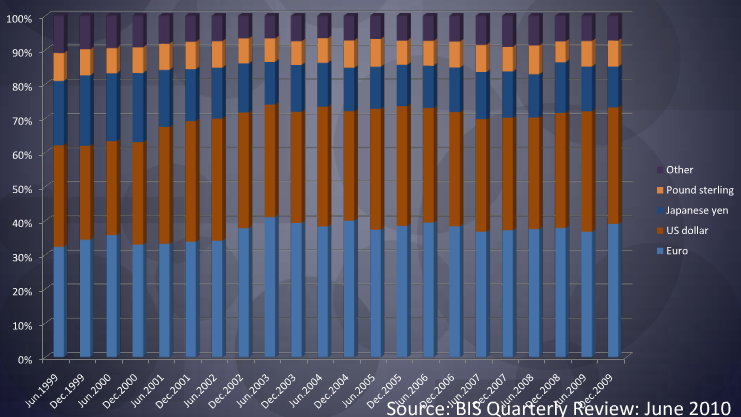 100%
90%
80%
70%
60%
50%
40%
30%
20%
10%
0%
Other
Pound sterling
Japanese yen
US dollar
Euro
Jun.1999
Dec.1999
Jun.2000
Dec.2000
Jun.2001
Dec.2001
Jun.2002
Dec.2002
Jun.2003
Dec.2003
Jun.2004
Dec.2004
Jun.2005
Dec.2005
Jun.2006
Dec.2006
Jun.2007
Dec.2007
Jun.2008
Dec.2008
Jun.2009
Dec.2009
Source: BIS Quarterly Review: June 2010